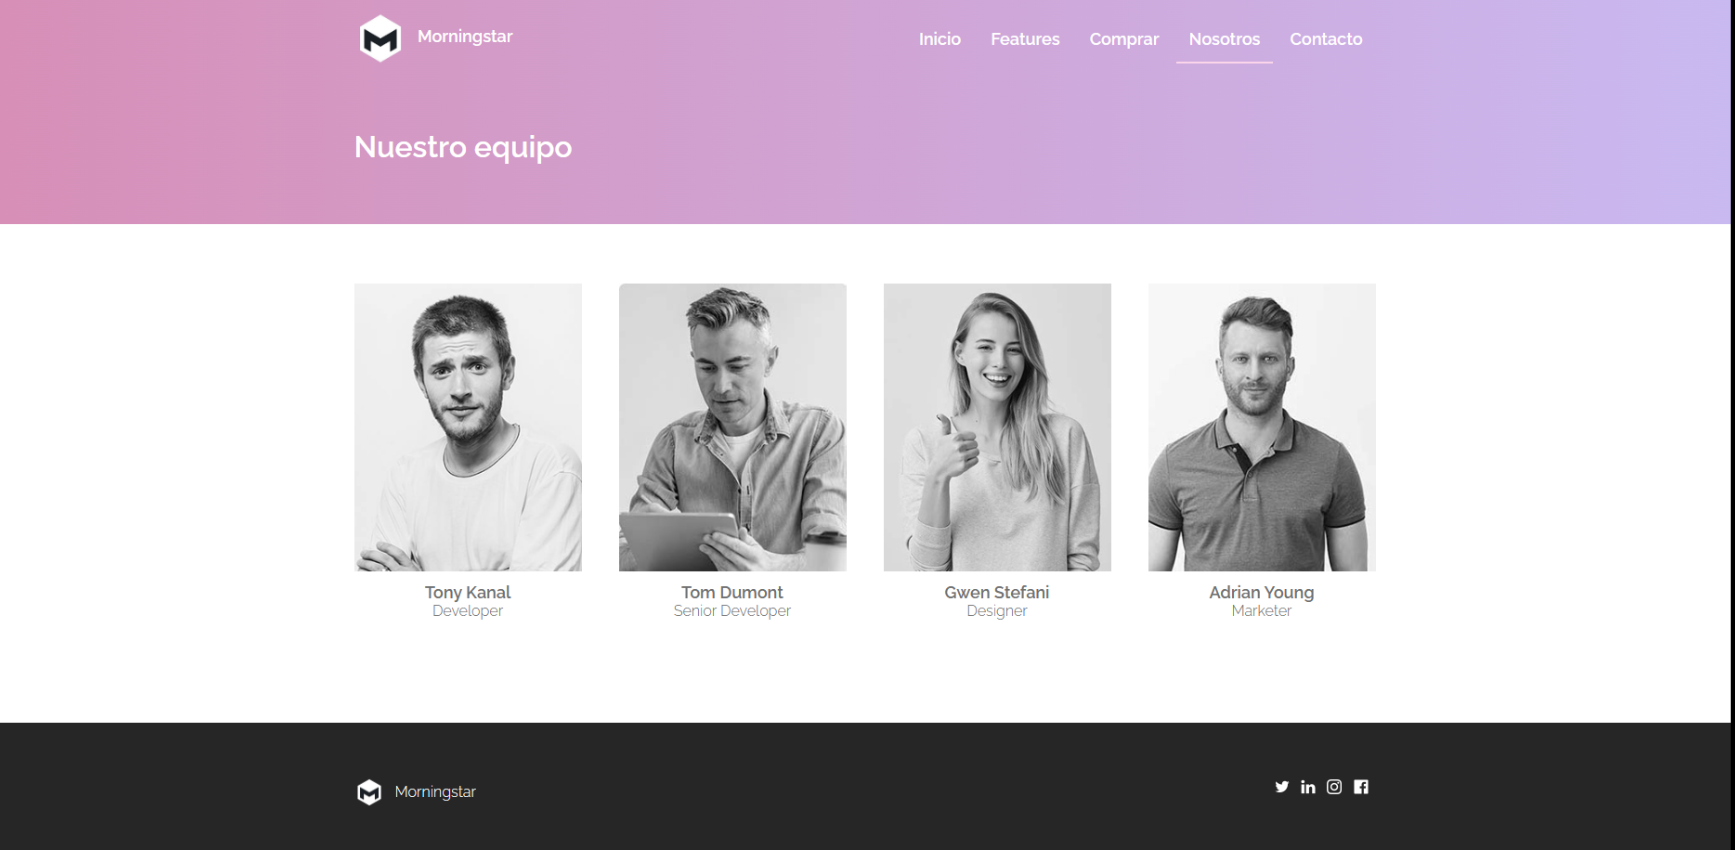 Morningstar
Inicio Features Comprar Nosotros Contacto
Nuestro equipo
Tony Kanal
Developer
Tom Dumont
Senior Developer
Gwen Stefani
Designer
Adrian Young
Marketer
Morningstar